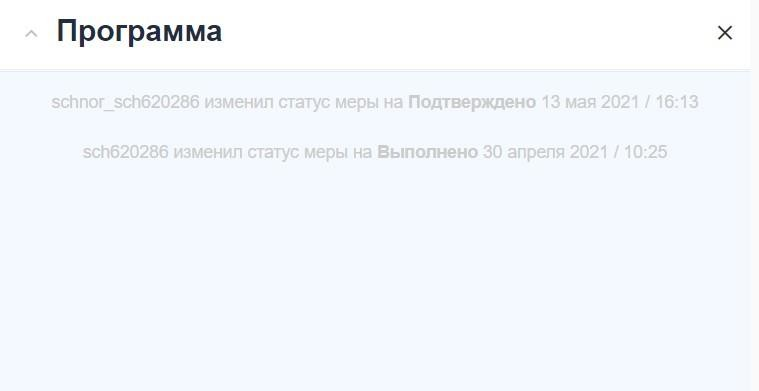 Программа
schnor_sch620286 изменил статус меры на Подтверждено 13 мая 2021 / 16:13
sch620286 изменил статус меры на Выполнено 30 апреля 2021 / 10:25